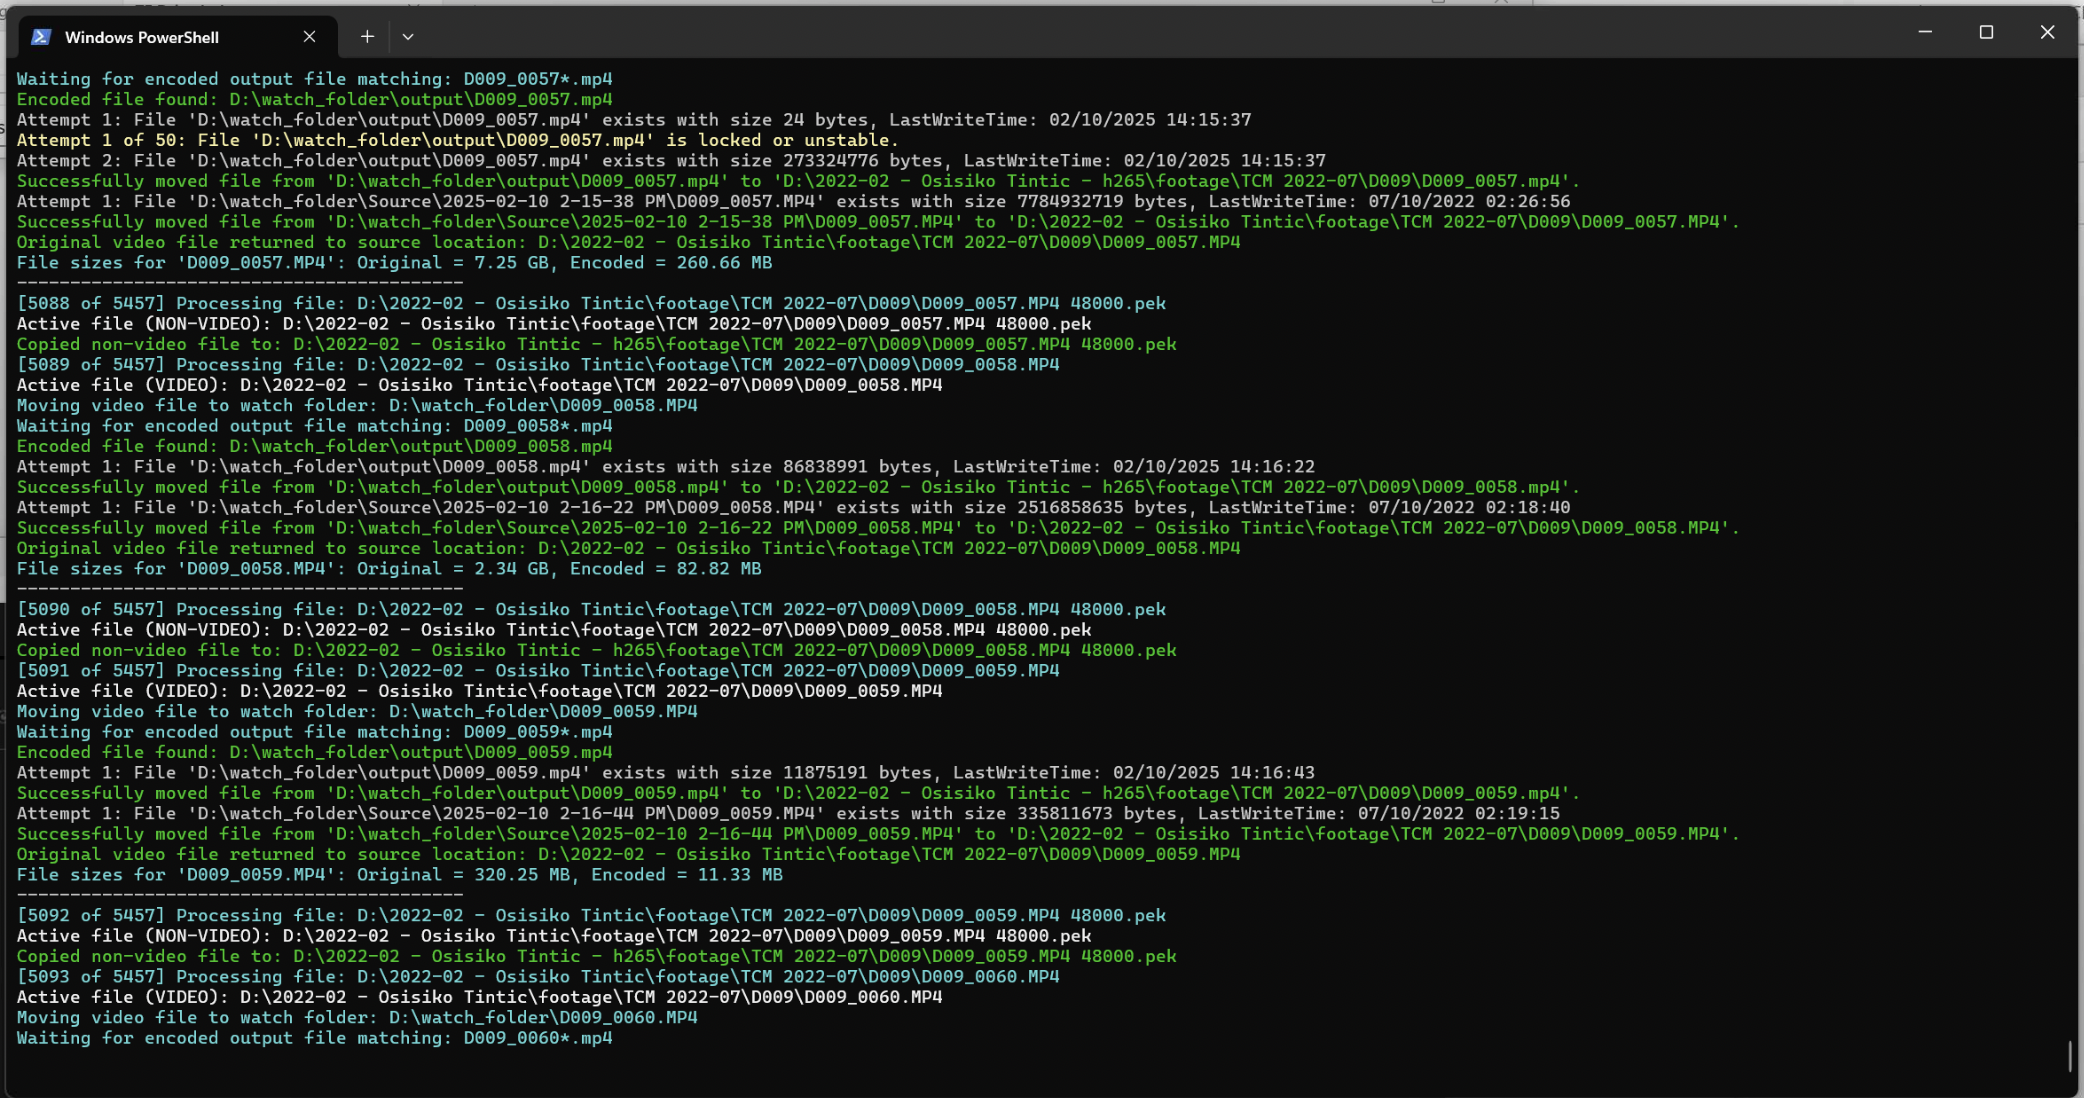 Windows PowerShell
Waiting for encoded output file matching: D009_0057*.mp4
Encoded file found: D:\watch_folder\output\D009_0057.mp4
Attempt 1: File 'D:\watch_folder\output\D009_0057.mp4' exists with size 24 bytes, LastWriteTime: 02/10/2025 14:15:37
Attempt 1 of 50: File 'D:\watch_folder\output\D009_0057.mp4' is locked or unstable.
Attempt 2: File 'D:\watch_folder\output\D009_0057.mp4' exists with size 273324776 bytes, LastWriteTime: 02/10/2025 14:15:37
Successfully moved file from 'D:\watch_folder\output\D009_0057.mp4' to 'D:\2022-02 - Osisiko Tintic - h265\footage\TCM 2022-07\D009\D009_0057.mp4'.
Attempt 1: File 'D:\watch_folder\Source\2025-02-10 2-15-38 PM\D009_0057.MP4' exists with size 7784932719 bytes, LastWriteTime: 07/10/2022 02:26:56
Successfully moved file from 'D:\watch_folder\Source\2025-02-10 2-15-38 PM\D009_0057.MP4' to 'D:\2022-02 - Osisiko Tintic\footage\TCM 2022-07\D009\D009_0057.MP4'.
Original video file returned to source location: D:\2022-02 - Osisiko Tintic\footage\TCM 2022-07\D009\D009_0057.MP4
File sizes for 'D009_0057.MP4': Original = 7.25 GB, Encoded = 260.66 MB
------------------------------------------
[5088 of 5457] Processing file: D:\2022-02 - Osisiko Tintic\footage\TCM 2022-07\D009\D009_0057.MP4 48000.pek
Active file (NON-VIDEO): D:\2022-02 - Osisiko Tintic\footage\TCM 2022-07\D009\D009_0057.MP4 48000.pek
Copied non-video file to: D:\2022-02 - Osisiko Tintic - h265\footage\TCM 2022-07\D009\D009_0057.MP4 48000.pek
[5089 of 5457] Processing file: D:\2022-02 - Osisiko Tintic\footage\TCM 2022-07\D009\D009_0058.MP4
Active file (VIDEO): D:\2022-02 - Osisiko Tintic\footage\TCM 2022-07\D009\D009_0058.MP4
Moving video file to watch folder: D:\watch_folder\D009_0058.MP4
Waiting for encoded output file matching: D009_0058*.mp4
Encoded file found: D:\watch_folder\output\D009_0058.mp4
Attempt 1: File 'D:\watch_folder\output\D009_0058.mp4' exists with size 86838991 bytes, LastWriteTime: 02/10/2025 14:16:22
Successfully moved file from 'D:\watch_folder\output\D009_0058.mp4' to 'D:\2022-02 - Osisiko Tintic - h265\footage\TCM 2022-07\D009\D009_0058.mp4'.
Attempt 1: File 'D:\watch_folder\Source\2025-02-10 2-16-22 PM\D009_0058.MP4' exists with size 2516858635 bytes, LastWriteTime: 07/10/2022 02:18:40
Successfully moved file from 'D:\watch_folder\Source\2025-02-10 2-16-22 PM\D009_0058.MP4' to 'D:\2022-02 - Osisiko Tintic\footage\TCM 2022-07\D009\D009_0058.MP4'.
Original video file returned to source location: D:\2022-02 - Osisiko Tintic\footage\TCM 2022-07\D009\D009_0058.MP4
File sizes for 'D009_0058.MP4': Original = 2.34 GB, Encoded = 82.82 MB
------------------------------------------
[5090 of 5457] Processing file: D:\2022-02 - Osisiko Tintic\footage\TCM 2022-07\D009\D009_0058.MP4 48000.pek
Active file (NON-VIDEO): D:\2022-02 - Osisiko Tintic\footage\TCM 2022-07\D009\D009_0058.MP4 48000.pek
Copied non-video file to: D:\2022-02 - Osisiko Tintic - h265\footage\TCM 2022-07\D009\D009_0058.MP4 48000.pek
[5091 of 5457] Processing file: D:\2022-02 - Osisiko Tintic\footage\TCM 2022-07\D009\D009_0059.MP4
Active file (VIDEO): D:\2022-02 - Osisiko Tintic\footage\TCM 2022-07\D009\D009_0059.MP4
Moving video file to watch folder: D:\watch_folder\D009_0059.MP4
Waiting for encoded output file matching: D009_0059*.mp4
Encoded file found: D:\watch_folder\output\D009_0059.mp4
Attempt 1: File 'D:\watch_folder\output\D009_0059.mp4' exists with size 11875191 bytes, LastWriteTime: 02/10/2025 14:16:43
Successfully moved file from 'D:\watch_folder\output\D009_0059.mp4' to 'D:\2022-02 - Osisiko Tintic - h265\footage\TCM 2022-07\D009\D009_0059.mp4'.
Attempt 1: File 'D:\watch_folder\Source\2025-02-10 2-16-44 PM\D009_0059.MP4' exists with size 335811673 bytes, LastWriteTime: 07/10/2022 02:19:15
Successfully moved file from 'D:\watch_folder\Source\2025-02-10 2-16-44 PM\D009_0059.MP4' to 'D:\2022-02 - Osisiko Tintic\footage\TCM 2022-07\D009\D009_0059.MP4'.
Original video file returned to source location: D:\2022-02 - Osisiko Tintic\footage\TCM 2022-07\D009\D009_0059.MP4
File sizes for 'D009_0059.MP4': Original = 320.25 MB, Encoded = 11.33 MB
------------------------------------------
[5092 of 5457] Processing file: D:\2022-02 - Osisiko Tintic\footage\TCM 2022-07\D009\D009_0059.MP4 48000.pek
Active file (NON-VIDEO): D:\2022-02 - Osisiko Tintic\footage\TCM 2022-07\D009\D009_0059.MP4 48000.pek
Copied non-video file to: D:\2022-02 - Osisiko Tintic - h265\footage\TCM 2022-07\D009\D009_0059.MP4 48000.pek
[5093 of 5457] Processing file: D:\2022-02 - Osisiko Tintic\footage\TCM 2022-07\D009\D009_0060.MP4
Active file (VIDEO): D:\2022-02 - Osisiko Tintic\footage\TCM 2022-07\D009\D009_0060.MP4
Moving video file to watch folder: D:\watch_folder\D009_0060.MP4
Waiting for encoded output file matching: D009_0060*.mp4